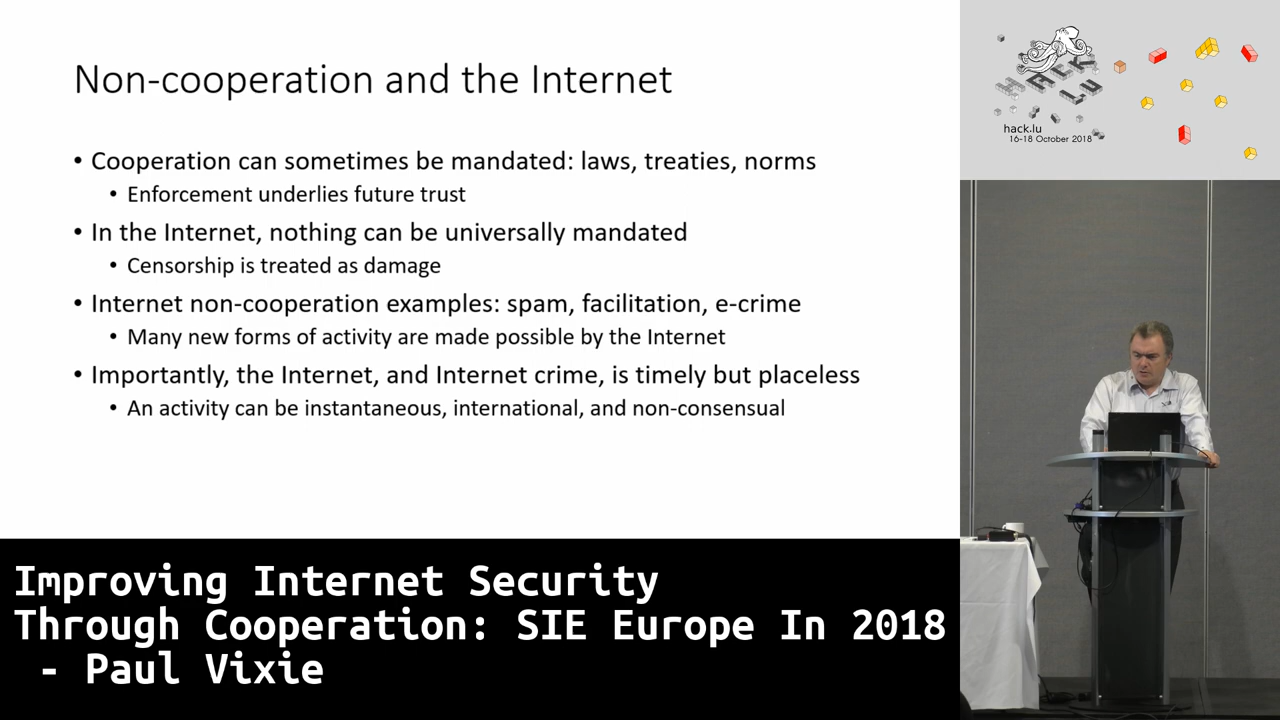 Non-cooperation and the Internet
• Cooperation can sometimes be mandated: laws, treaties, norms
• Enforcement underlies future trust
• In the Internet, nothing can be universally mandated
• Censorship is treated as damage
• Internet non-cooperation examples: spam, facilitation, e-crime
• Many new forms of activity are made possible by the Internet
• Importantly, the Internet, and Internet crime, is timely but placeless
• An activity can be instantaneous, international, and non-consensual
HACK
LU
hack.lu
16-18 October 2018
Improving Internet Security
Through Cooperation: SIE Europe In 2018
- Paul Vixie